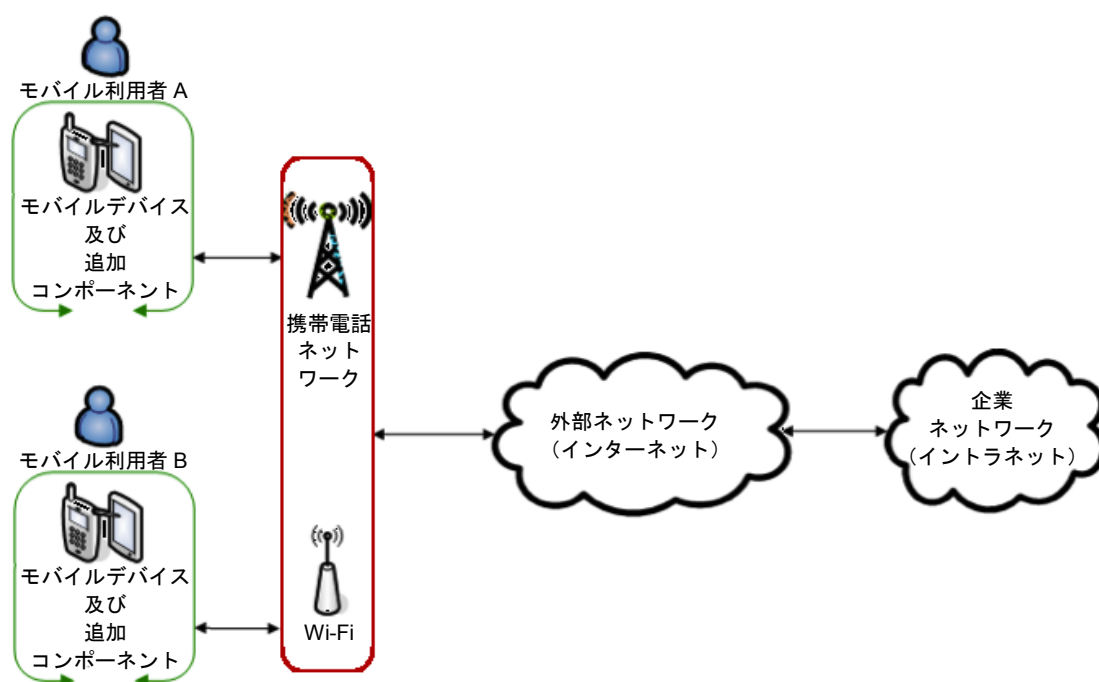 モバイル利用者 A
モバイルデバイス
及び
追加
コンポーネント
携帯電話
ネット
ワーク
モバイル利用者 B
モバイルデバイス
及び
追加
コンポーネント
Wi-Fi
外部ネットワーク
（インターネット）
企業
ネットワーク
（イントラネット）